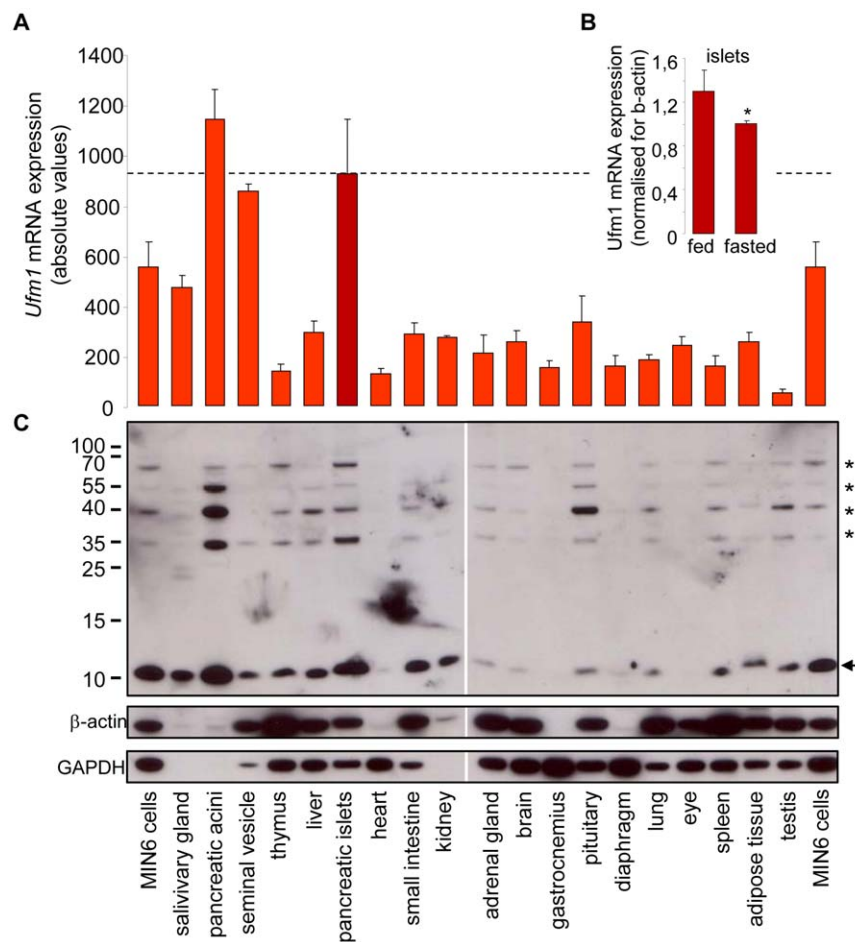 A
B
Ufm1 mRNA expression
(absolute values)
1400
1200
1000
900
800
600
400
200
0
Ufm1 mRNA expression
(normalised for b-actin)
1,6
1,2
0,8
0,4
0
islets
*
fed
fasted
C
100
70
55
40
35
25
15
10
*
*
*
*
β-actin
GAPDH
MIN6 cells
salivivary gland
pancreatic acini
seminal vesicle
thymus
liver
pancreatic islets
heart
small intestine
kidney
adrenal gland
brain
gastrocnemius
pituitary
diaphragm
lung
eye
spleen
adipose tissue
testis
MIN6 cells